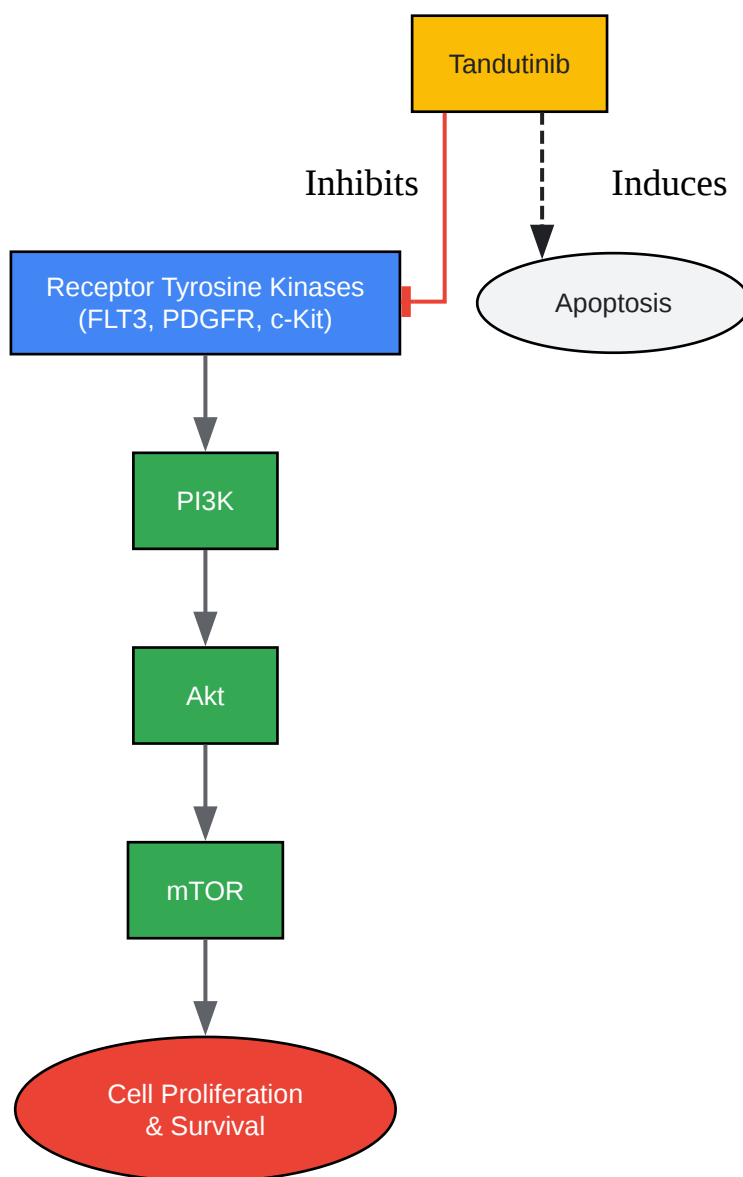 Tandutinib
Inhibits
Induces
Receptor Tyrosine Kinases
(FLT3, PDGFR, c-Kit)
Apoptosis
PI3K
Akt
mTOR
Cell Proliferation
& Survival